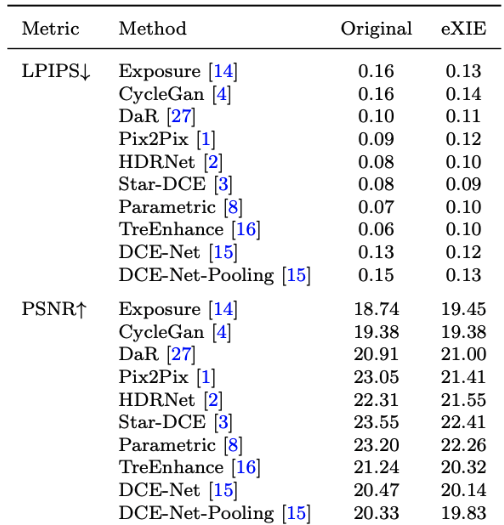 Metric Method Original eXIE
LPIPS↓ Exposure [14] 0.16 0.13
CycleGan [4] 0.16 0.14
DaR [27] 0.10 0.11
Pix2Pix [1] 0.09 0.12
HDRNet [2] 0.08 0.10
Star-DCE [3] 0.08 0.09
Parametric [8] 0.07 0.10
TreEnhance [16] 0.06 0.10
DCE-Net [15] 0.13 0.12
DCE-Net-Pooling [15] 0.15 0.13
PSNR↑ Exposure [14] 18.74 19.45
CycleGan [4] 19.38 19.38
DaR [27] 20.91 21.00
Pix2Pix [1] 23.05 21.41
HDRNet [2] 22.31 21.55
Star-DCE [3] 23.55 22.41
Parametric [8] 23.20 22.26
TreEnhance [16] 21.24 20.32
DCE-Net [15] 20.47 20.14
DCE-Net-Pooling [15] 20.33 19.83